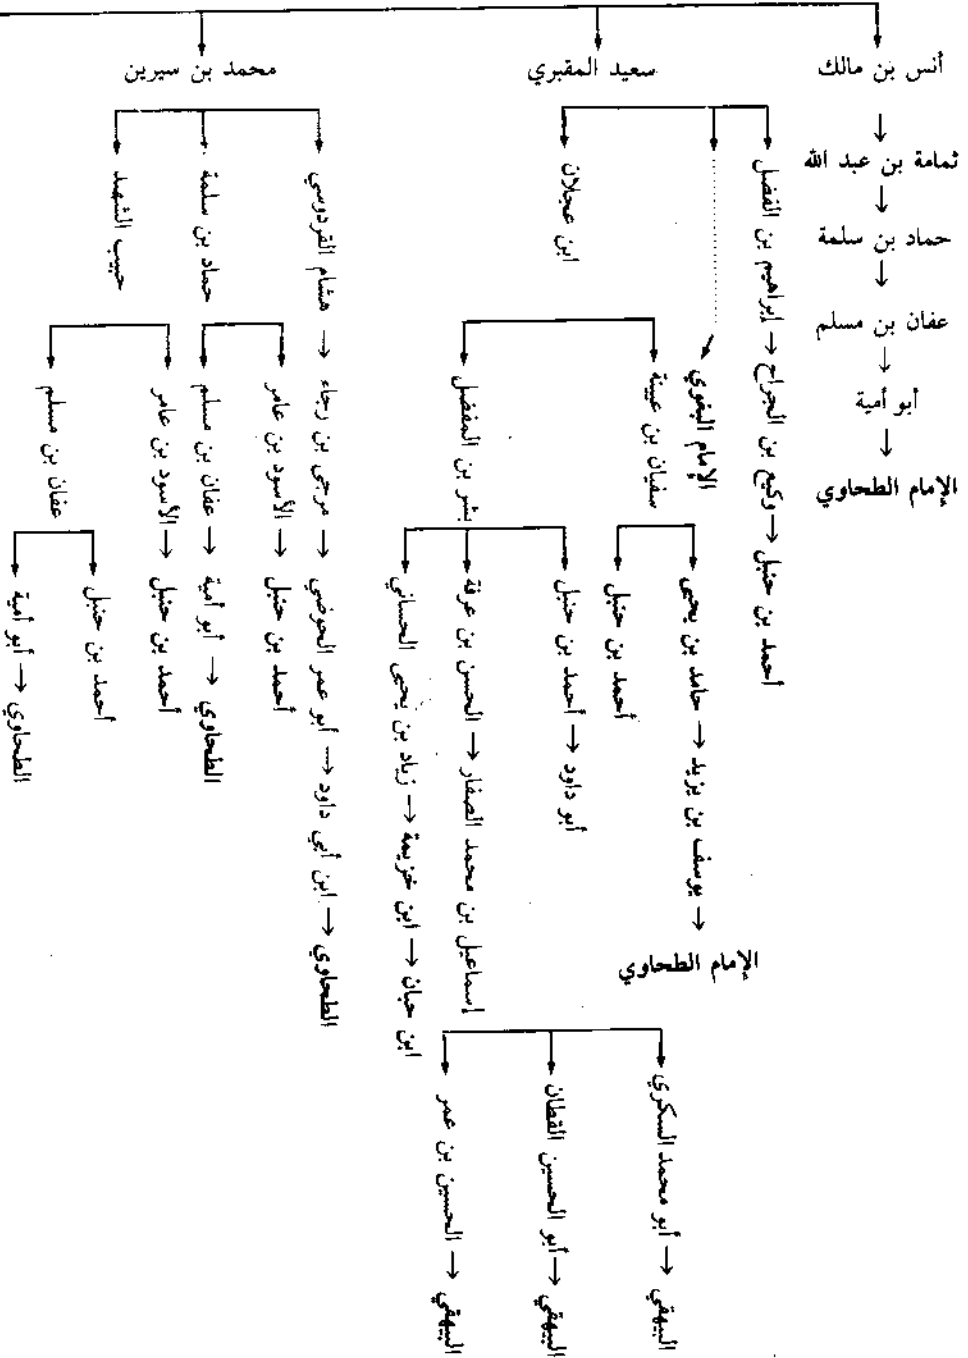 أنس بن مالك
ثمامة بن عبد الله
حماد بن سلمة
عفان بن مسلم
أبو أمية
الإمام الطحاوي
سعيد المقبري
إبراهيم بن الفضل → وكيع بن الجراح → أحمد بن حنبل
الإمام البغوي
ابن عجلان
سفيان بن عيينة
حامد بن يحيى → يوسف بن يزيد →
الإمام الطحاوي
أحمد بن حنبل
بشر بن المفضل
أحمد بن حنبل → أبو داود
الحسن بن عرفة → إسماعيل بن محمد الصفار
أبو محمد السكري → البيهقي
أبو الحسين القطان → البيهقي
الحسين بن عمر → البيهقي
زياد بن يحيى الحساني → ابن خزيمة → ابن حبان
محمد بن سيرين
هشام القردوسي → مرجى بن رجاء → أبو عمر الحوضي → ابن أبي داود → الطحاوي
حماد بن سلمة
الأسود بن عامر → أحمد بن حنبل
عفان بن مسلم → أبو أمية → الطحاوي
حبيب الشهيد
الأسود بن عامر → أحمد بن حنبل
عفان بن مسلم
أحمد بن حنبل
أبو أمية → الطحاوي